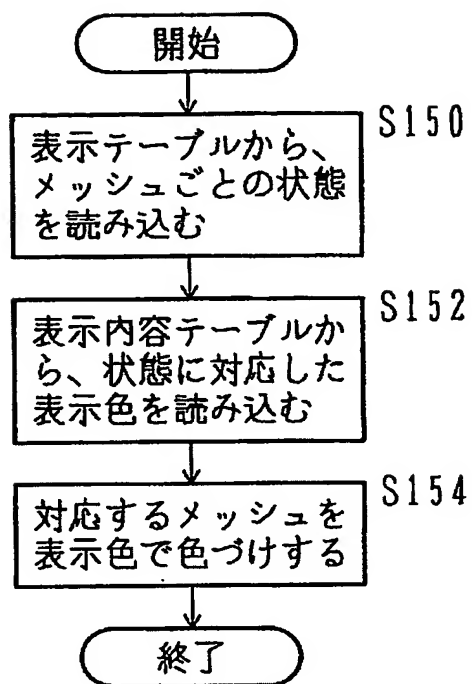 開始
S150
表示テーブルから、
メッシュごとの状態
を読み込む
S152
表示内容テーブルか
ら、状態に対応した
表示色を読み込む
S154
対応するメッシュを
表示色で色づけする
終了